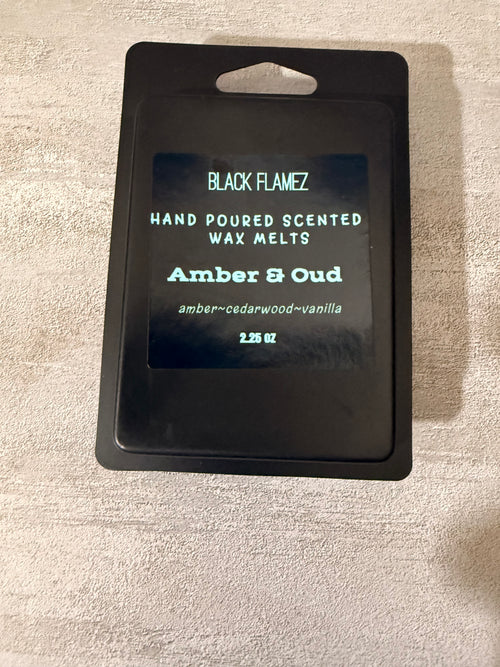 BLACK FLAMEZ
HAND POURED SCENTED
WAX MELTS
Amber & Oud
amber~cedarwood~vanilla
2.25 OZ